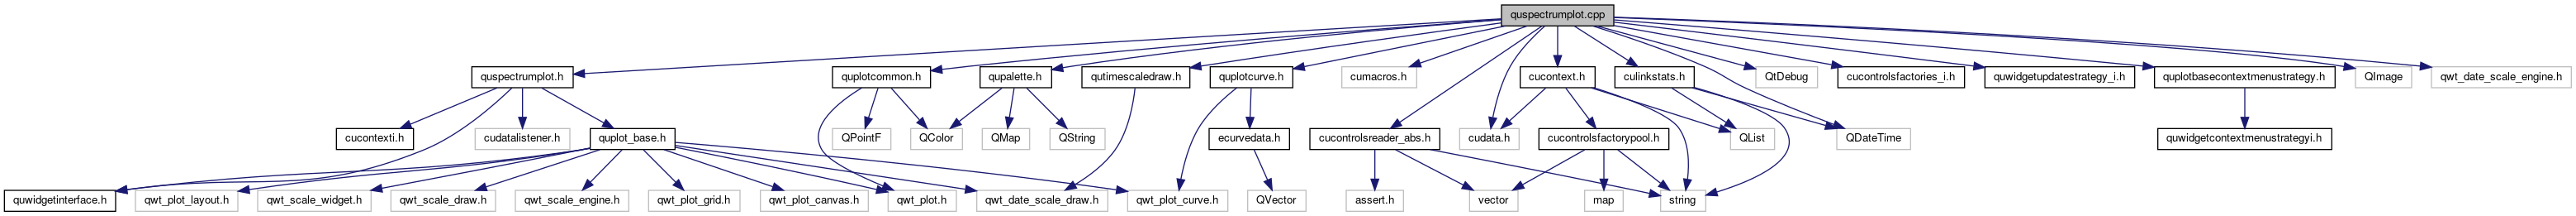 quspectrumplot.cpp
quspectrumplot.h
quplotcommon.h
qupalette.h
qutimescaledraw.h
quplotcurve.h
cumacros.h
cucontext.h
culinkstats.h
QtDebug
cucontrolsfactories_i.h
quwidgetupdatestrategy_i.h
quplotbasecontextmenustrategy.h
QImage
qwt_date_scale_engine.h
cucontexti.h
cudatalistener.h
quplot_base.h
QPointF
QColor
QMap
QString
ecurvedata.h
cucontrolsreader_abs.h
cudata.h
cucontrolsfactorypool.h
QList
QDateTime
quwidgetcontextmenustrategyi.h
quwidgetinterface.h
qwt_plot_layout.h
qwt_scale_widget.h
qwt_scale_draw.h
qwt_scale_engine.h
qwt_plot_grid.h
qwt_plot_canvas.h
qwt_plot.h
qwt_date_scale_draw.h
qwt_plot_curve.h
QVector
assert.h
vector
map
string